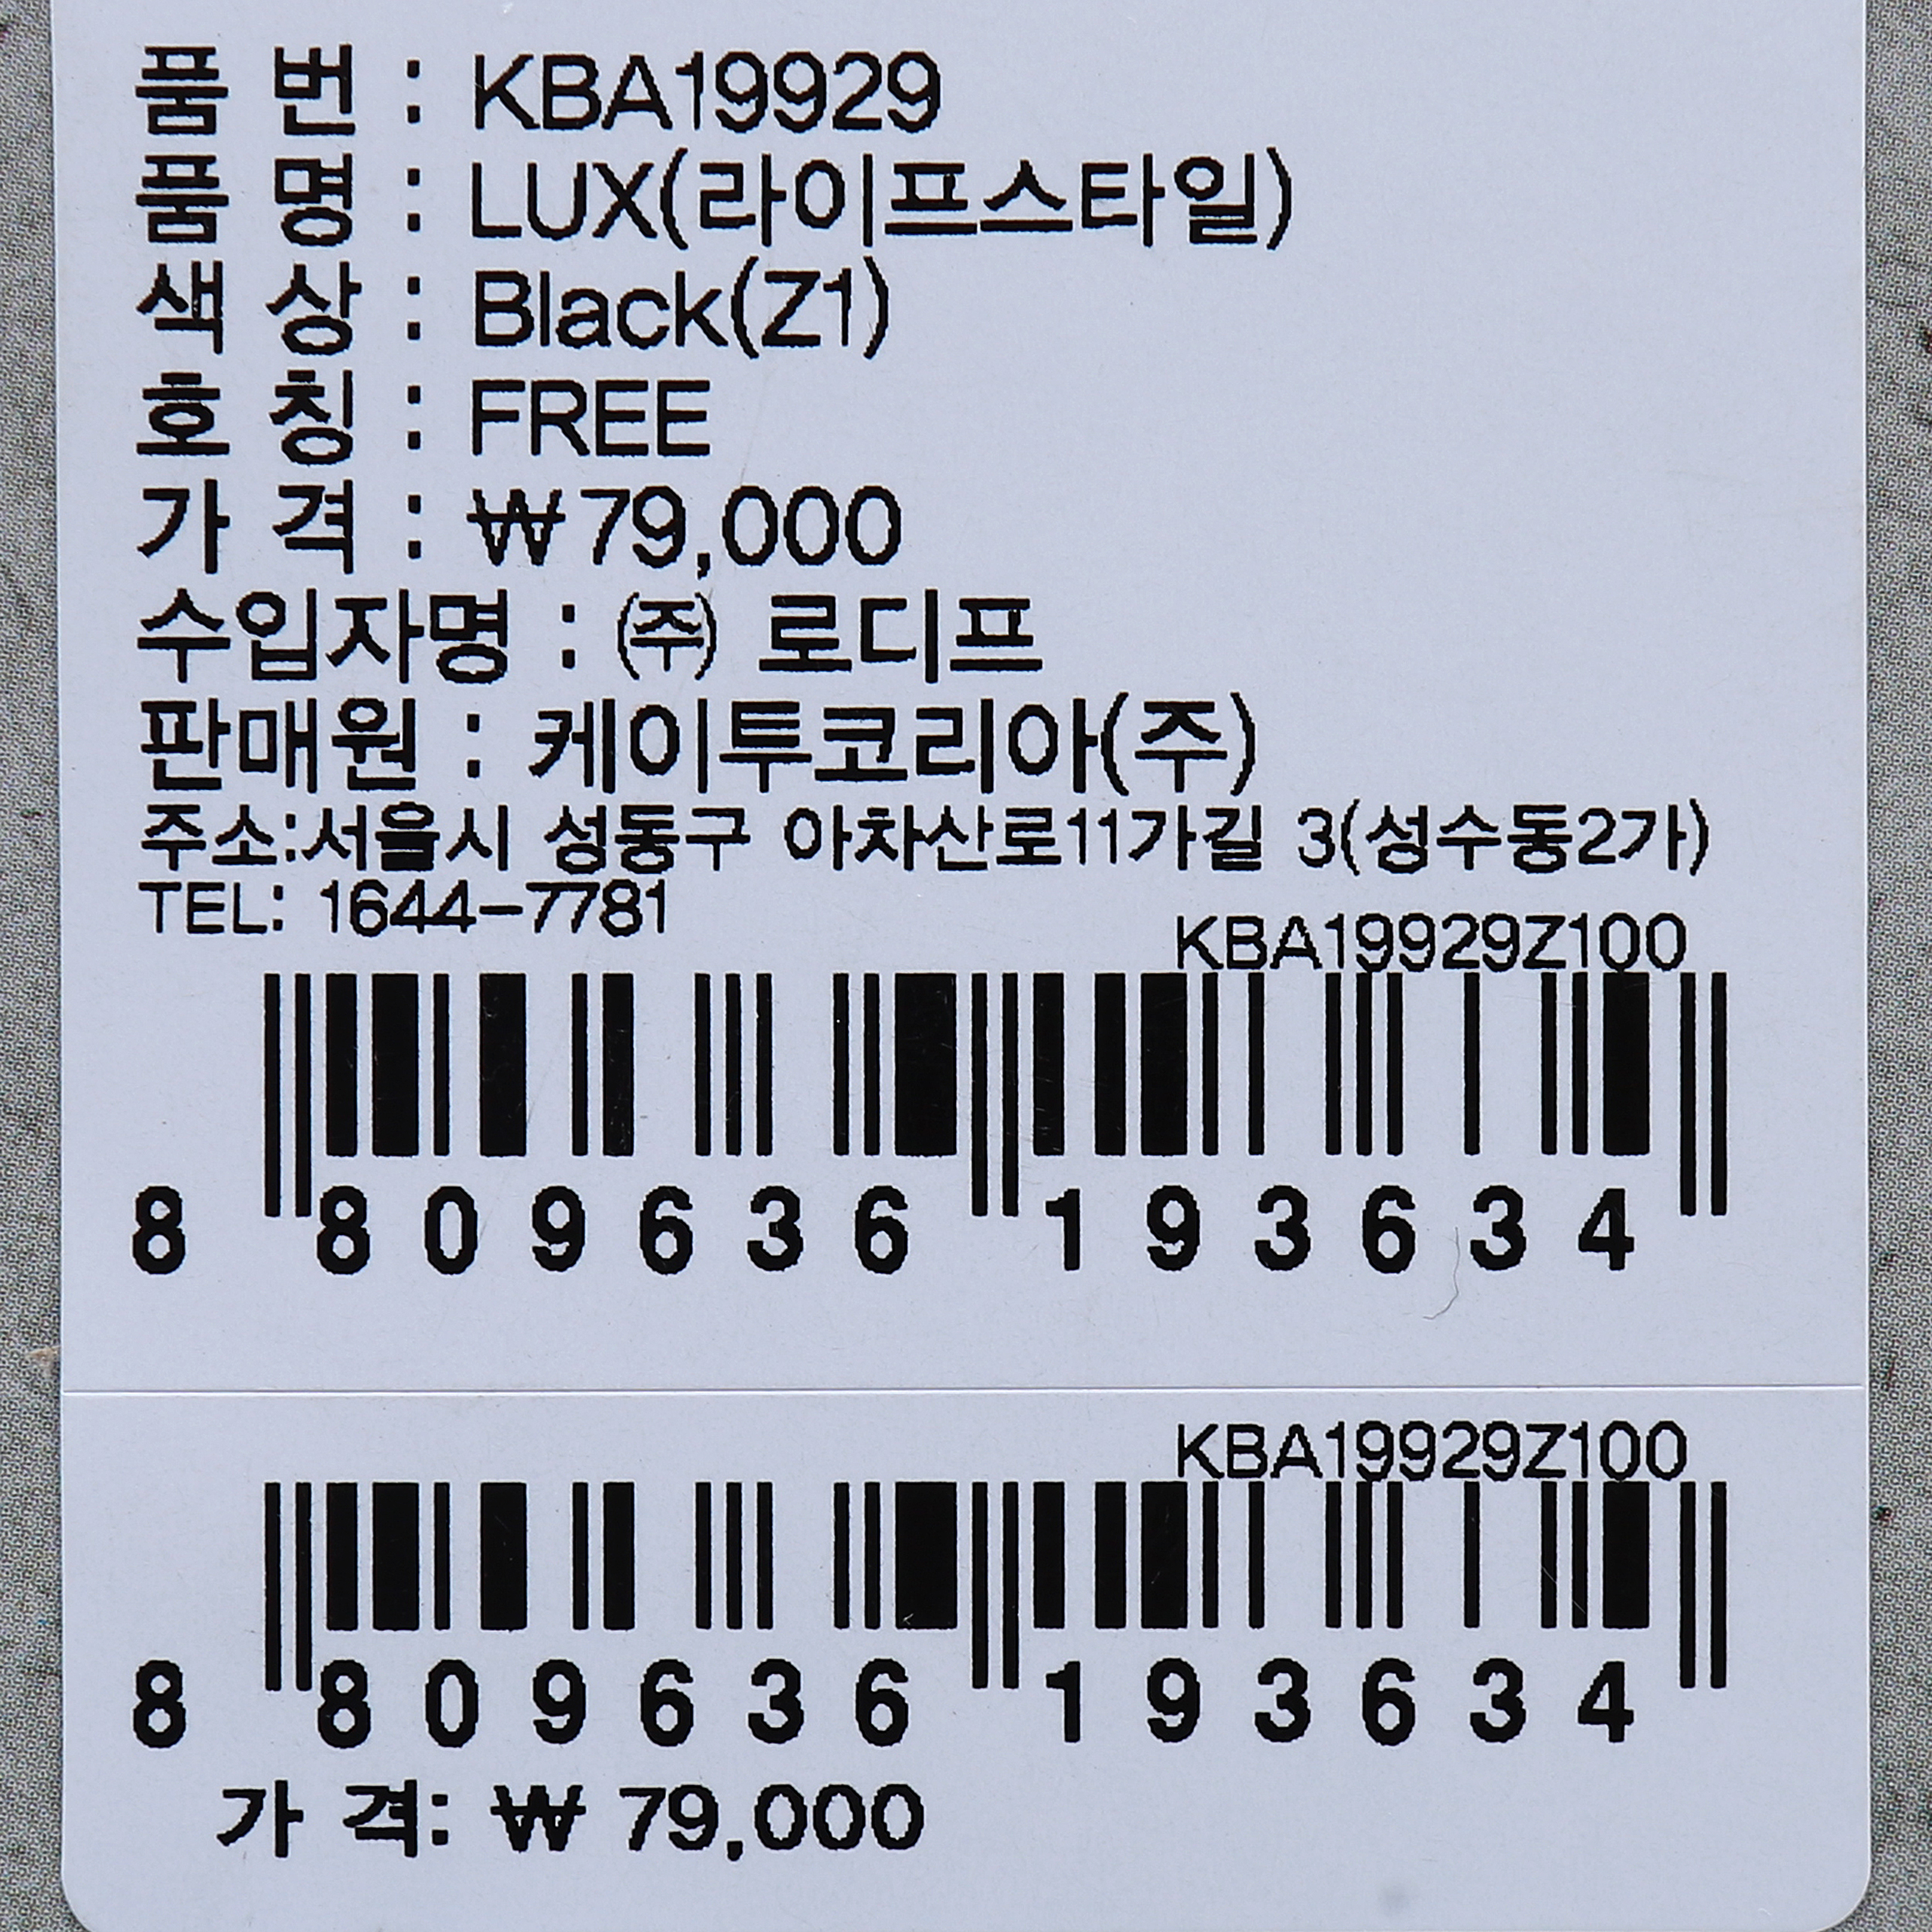 품 번 : KBA19929
품 명 : LUX(라이프스타일)
색 상 : Black(Z1)
호 칭 : FREE
가 격 : ₩79,000
수입자명 : ㈜ 로디프
판매원 : 케이투코리아(주)
주소:서울시 성동구 아차산로11가길 3(성수동2가)
TEL: 1644-7781
KBA19929Z100
8 809636 193634
KBA19929Z100
8 809636 193634
가 격: ₩ 79,000